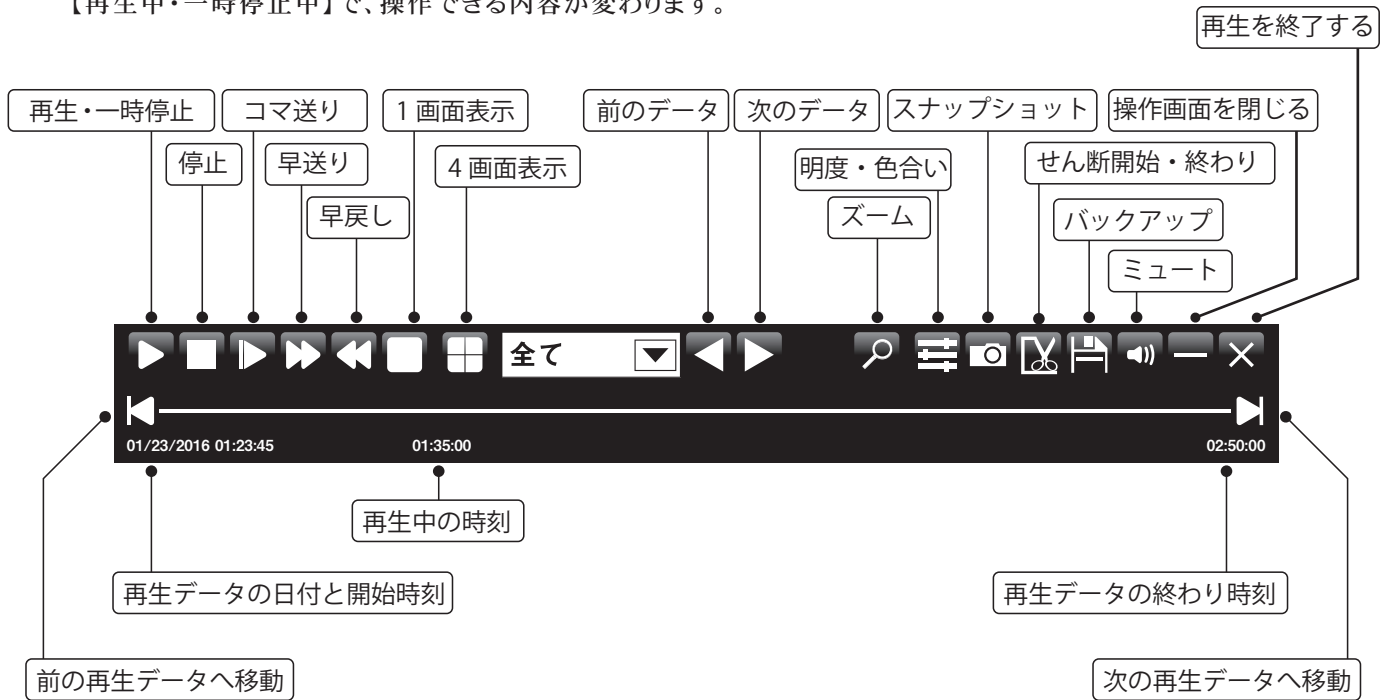 【再生中・一時停止中】で、操作できる内容が変わります。
再生を終了する
再生・一時停止
コマ送り
1 画面表示
前のデータ
次のデータ
スナップショット
操作画面を閉じる
停止
早送り
4 画面表示
明度・色合い
せん断開始・終わり
早戻し
ズーム
バックアップ
ミュート
全て
01/23/2016 01:23:45
01:35:00
02:50:00
再生中の時刻
再生データの日付と開始時刻
再生データの終わり時刻
前の再生データへ移動
次の再生データへ移動